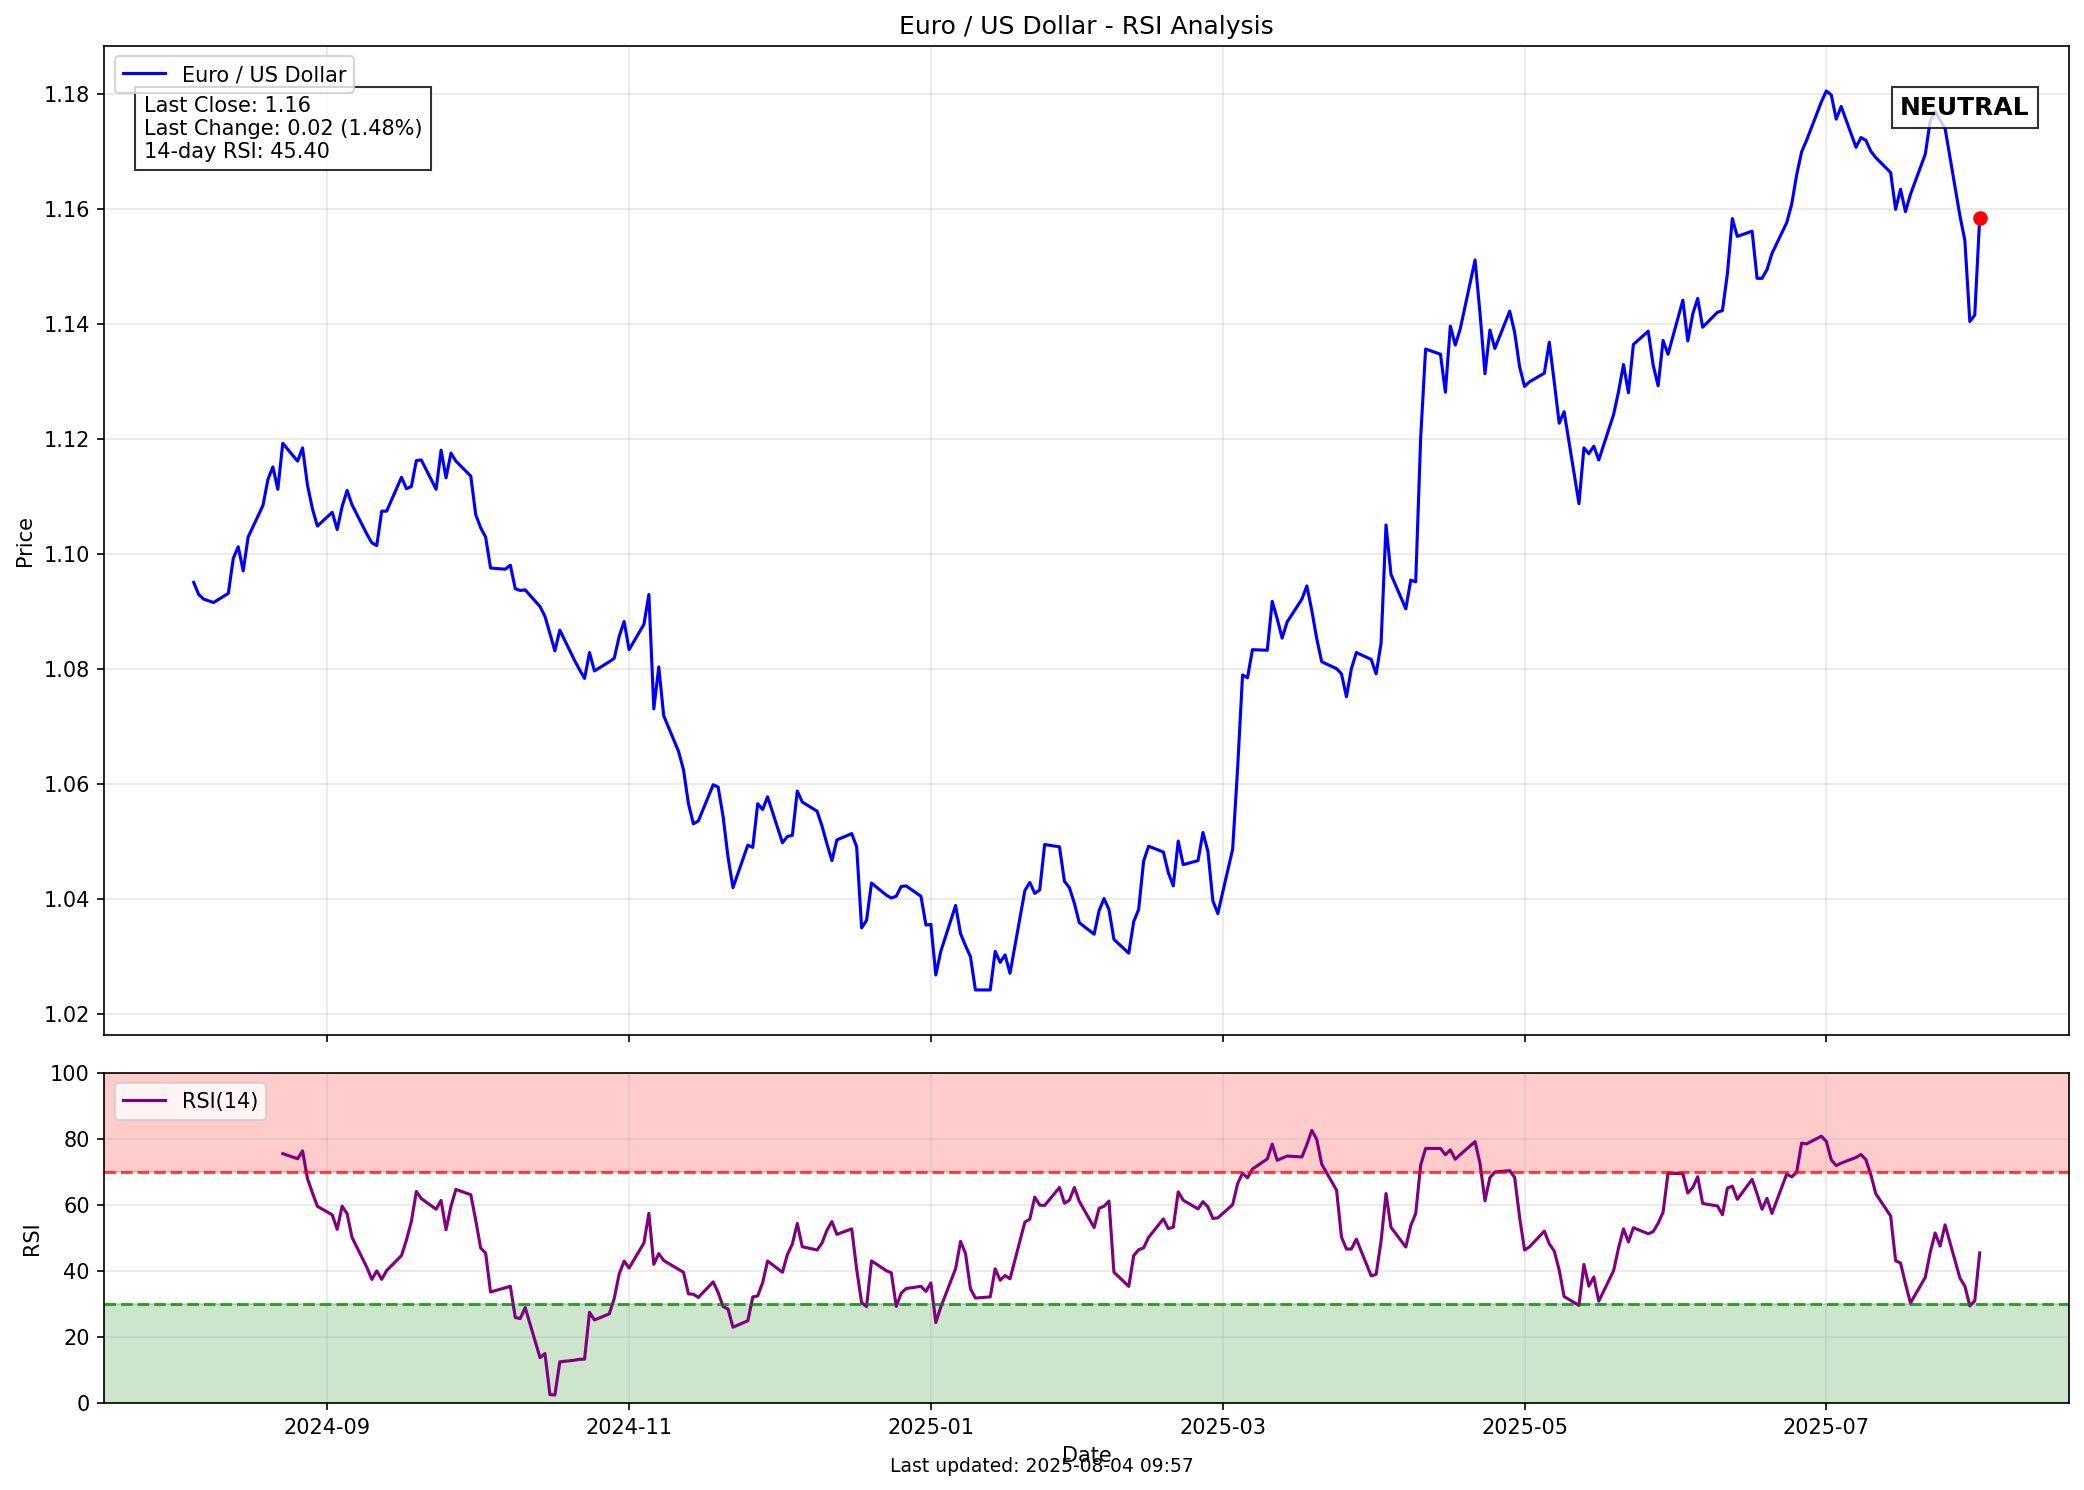 Euro / US Dollar - RSI Analysis
Euro / US Dollar
Last Close: 1.16
Last Change: 0.02 (1.48%)
14-day RSI: 45.40
NEUTRAL
Price
1.18
1.16
1.14
1.12
1.10
1.08
1.06
1.04
1.02
RSI(14)
RSI
100
80
60
40
20
0
2024-09 2024-11 2025-01 2025-03 2025-05 2025-07
Date
Last updated: 2025-08-04 09:57